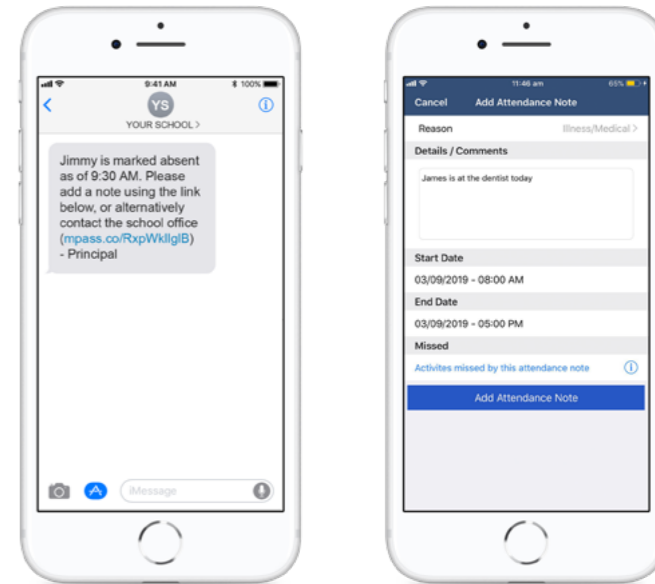 9:41 AM
100%
YS
YOUR SCHOOL >
Jimmy is marked absent
as of 9:30 AM. Please
add a note using the link
below, or alternatively
contact the school office
(mpass.co/RxpWkllglB)
- Principal
iMessage
11:46 am
65%
Cancel
Add Attendance Note
Reason
Illness/Medical >
Details / Comments
James is at the dentist today
Start Date
03/09/2019 - 08:00 AM
End Date
03/09/2019 - 05:00 PM
Missed
Activites missed by this attendance note
Add Attendance Note